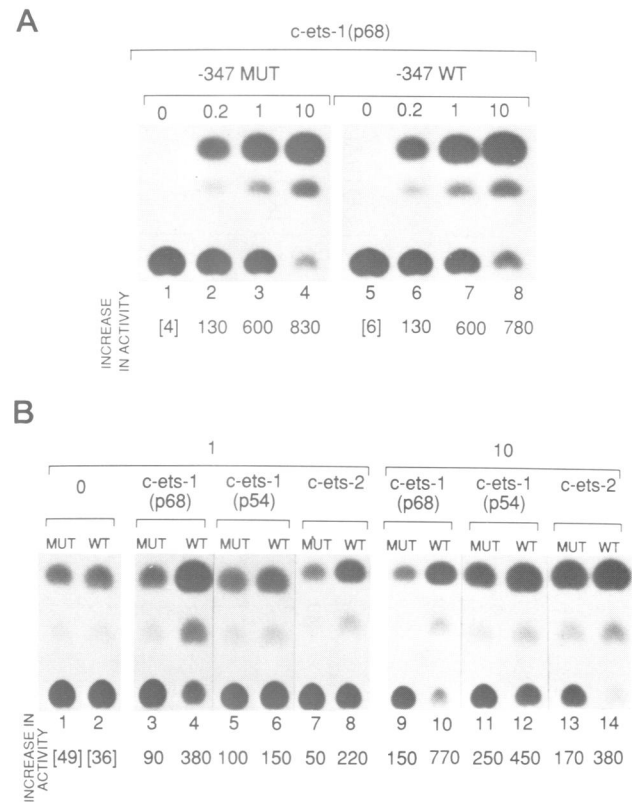 A
c-ets-1(p68)
-347 MUT -347 WT
0 0.2 1 10 0 0.2 1 10
1 2 3 4 5 6 7 8
INCREASE IN ACTIVITY
[4] 130 600 830 [6] 130 600 780
B
1 10
0 c-ets-1 (p68) c-ets-1 (p54) c-ets-2 c-ets-1 (p68) c-ets-1 (p54) c-ets-2
MUT WT MUT WT MUT WT MUT WT MUT WT MUT WT MUT WT
1 2 3 4 5 6 7 8 9 10 11 12 13 14
INCREASE IN ACTIVITY
[49] [36] 90 380 100 150 50 220 150 770 250 450 170 380